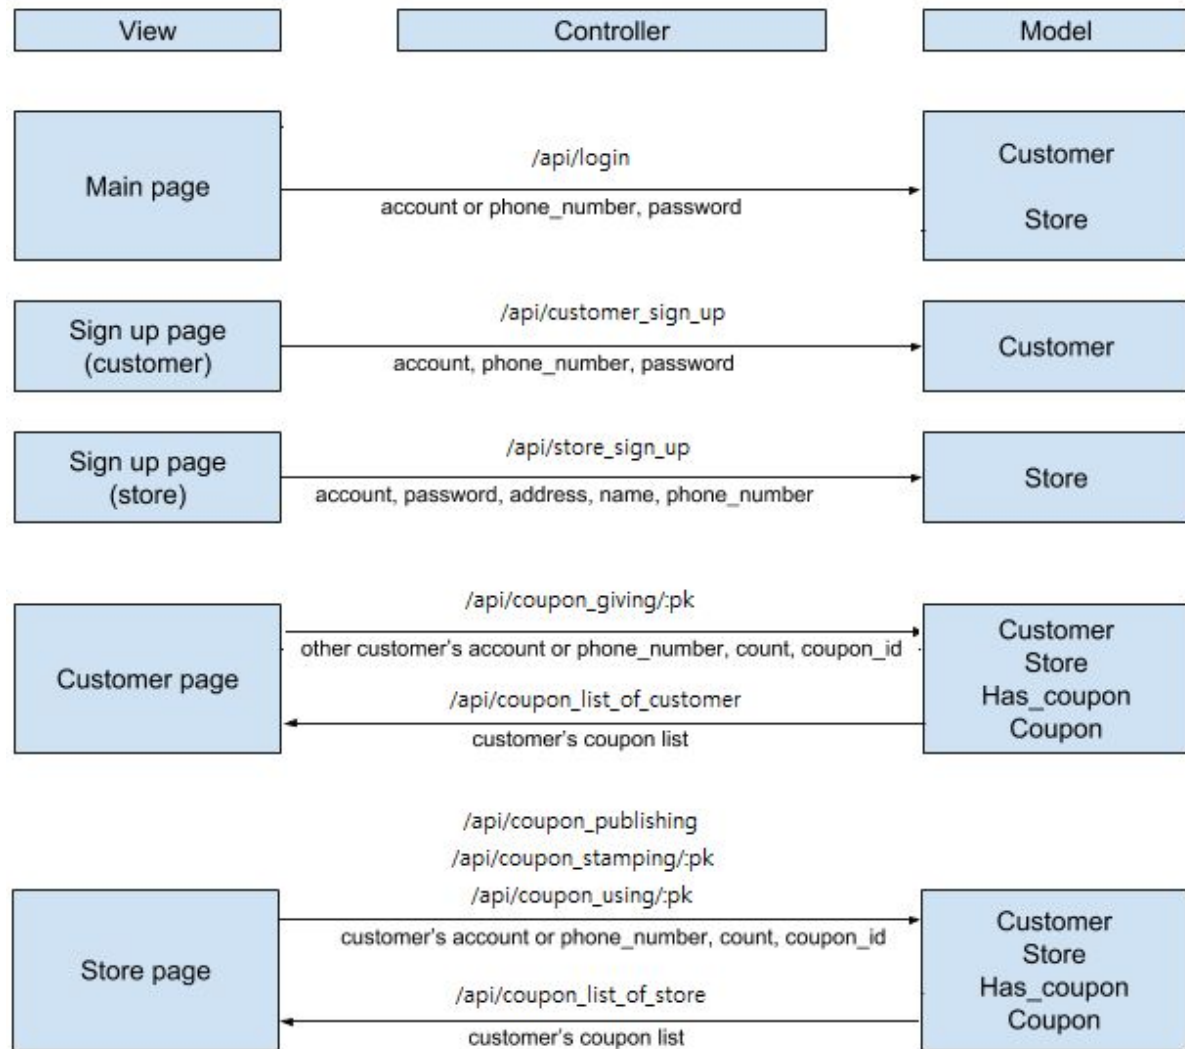 View
Controller
Model
Main page
/api/login
account or phone_number, password
Customer
Store
Sign up page
(customer)
/api/customer_sign_up
account, phone_number, password
Customer
Sign up page
(store)
/api/store_sign_up
account, password, address, name, phone_number
Store
Customer page
/api/coupon_giving/:pk
other customer's account or phone_number, count, coupon_id
/api/coupon_list_of_customer
customer's coupon list
Customer
Store
Has_coupon
Coupon
Store page
/api/coupon_publishing
/api/coupon_stamping/:pk
/api/coupon_using/:pk
customer's account or phone_number, count, coupon_id
/api/coupon_list_of_store
customer's coupon list
Customer
Store
Has_coupon
Coupon